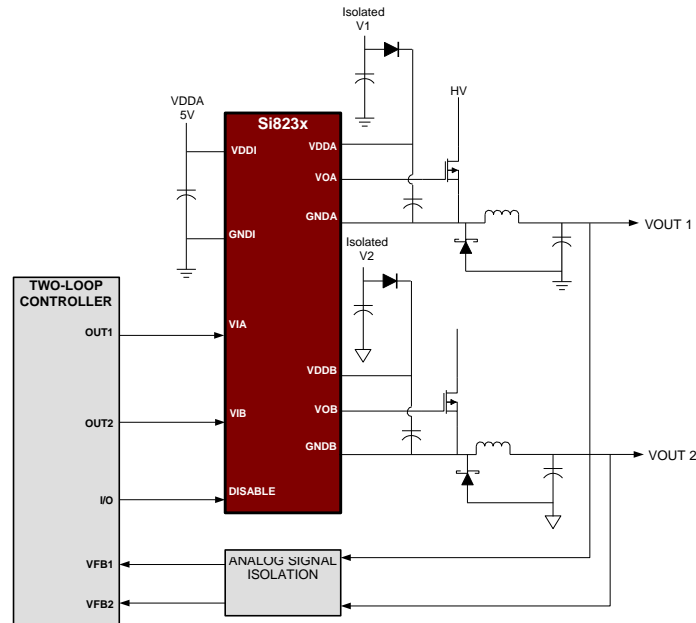 Isolated
V1
HV
VDDA
5V
Si823x
VDDI
VDDA
VOA
GNDI
GNDA
VOUT 1
Isolated
V2
TWO-LOOP
CONTROLLER
OUT1
VIA
VDDB
VOB
OUT2
VIB
GNDB
VOUT 2
I/O
DISABLE
VFB1
ANALOG SIGNAL
ISOLATION
VFB2